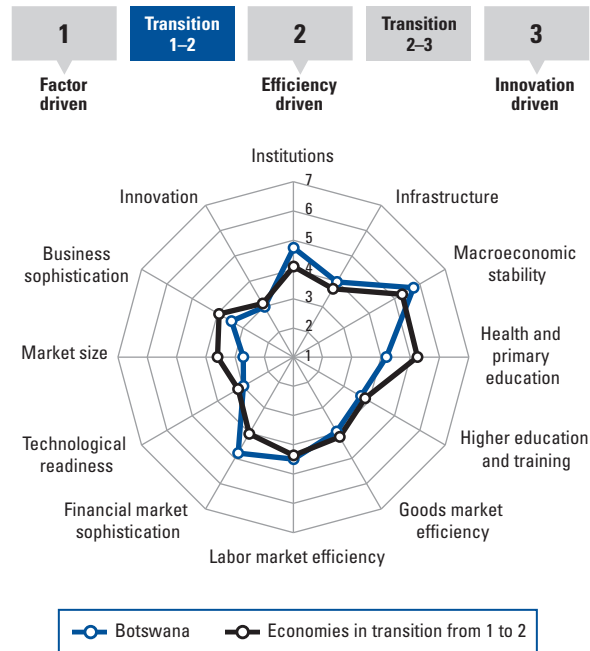 1
Transition
1–2
2
Transition
2–3
3
Factor
driven
Efficiency
driven
Innovation
driven
Institutions
7
6
5
4
3
2
1
Innovation
Infrastructure
Business
sophistication
Macroeconomic
stability
Market size
Health and
primary
education
Technological
readiness
Higher education
and training
Financial market
sophistication
Goods market
efficiency
Labor market efficiency
Botswana
Economies in transition from 1 to 2